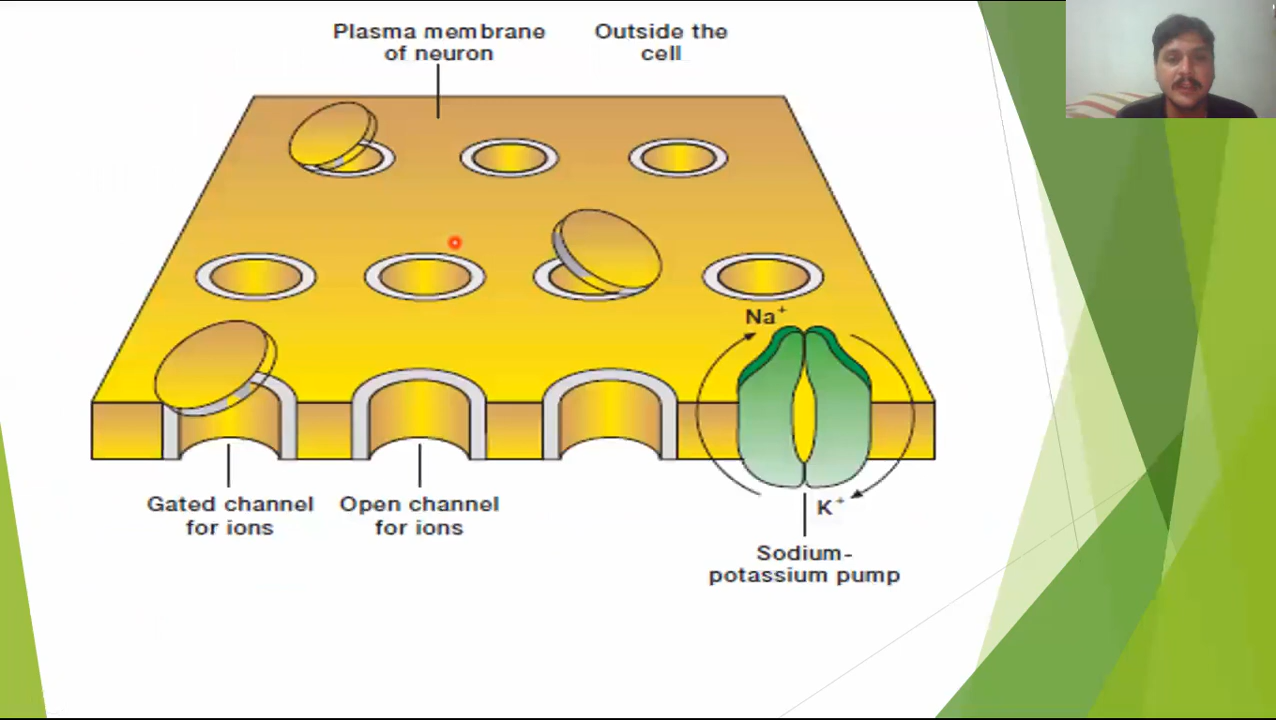 Plasma membrane
of neuron
Outside the
cell
Na⁺
K⁺
Gated channel
for ions
Open channel
for ions
Sodium-
potassium pump